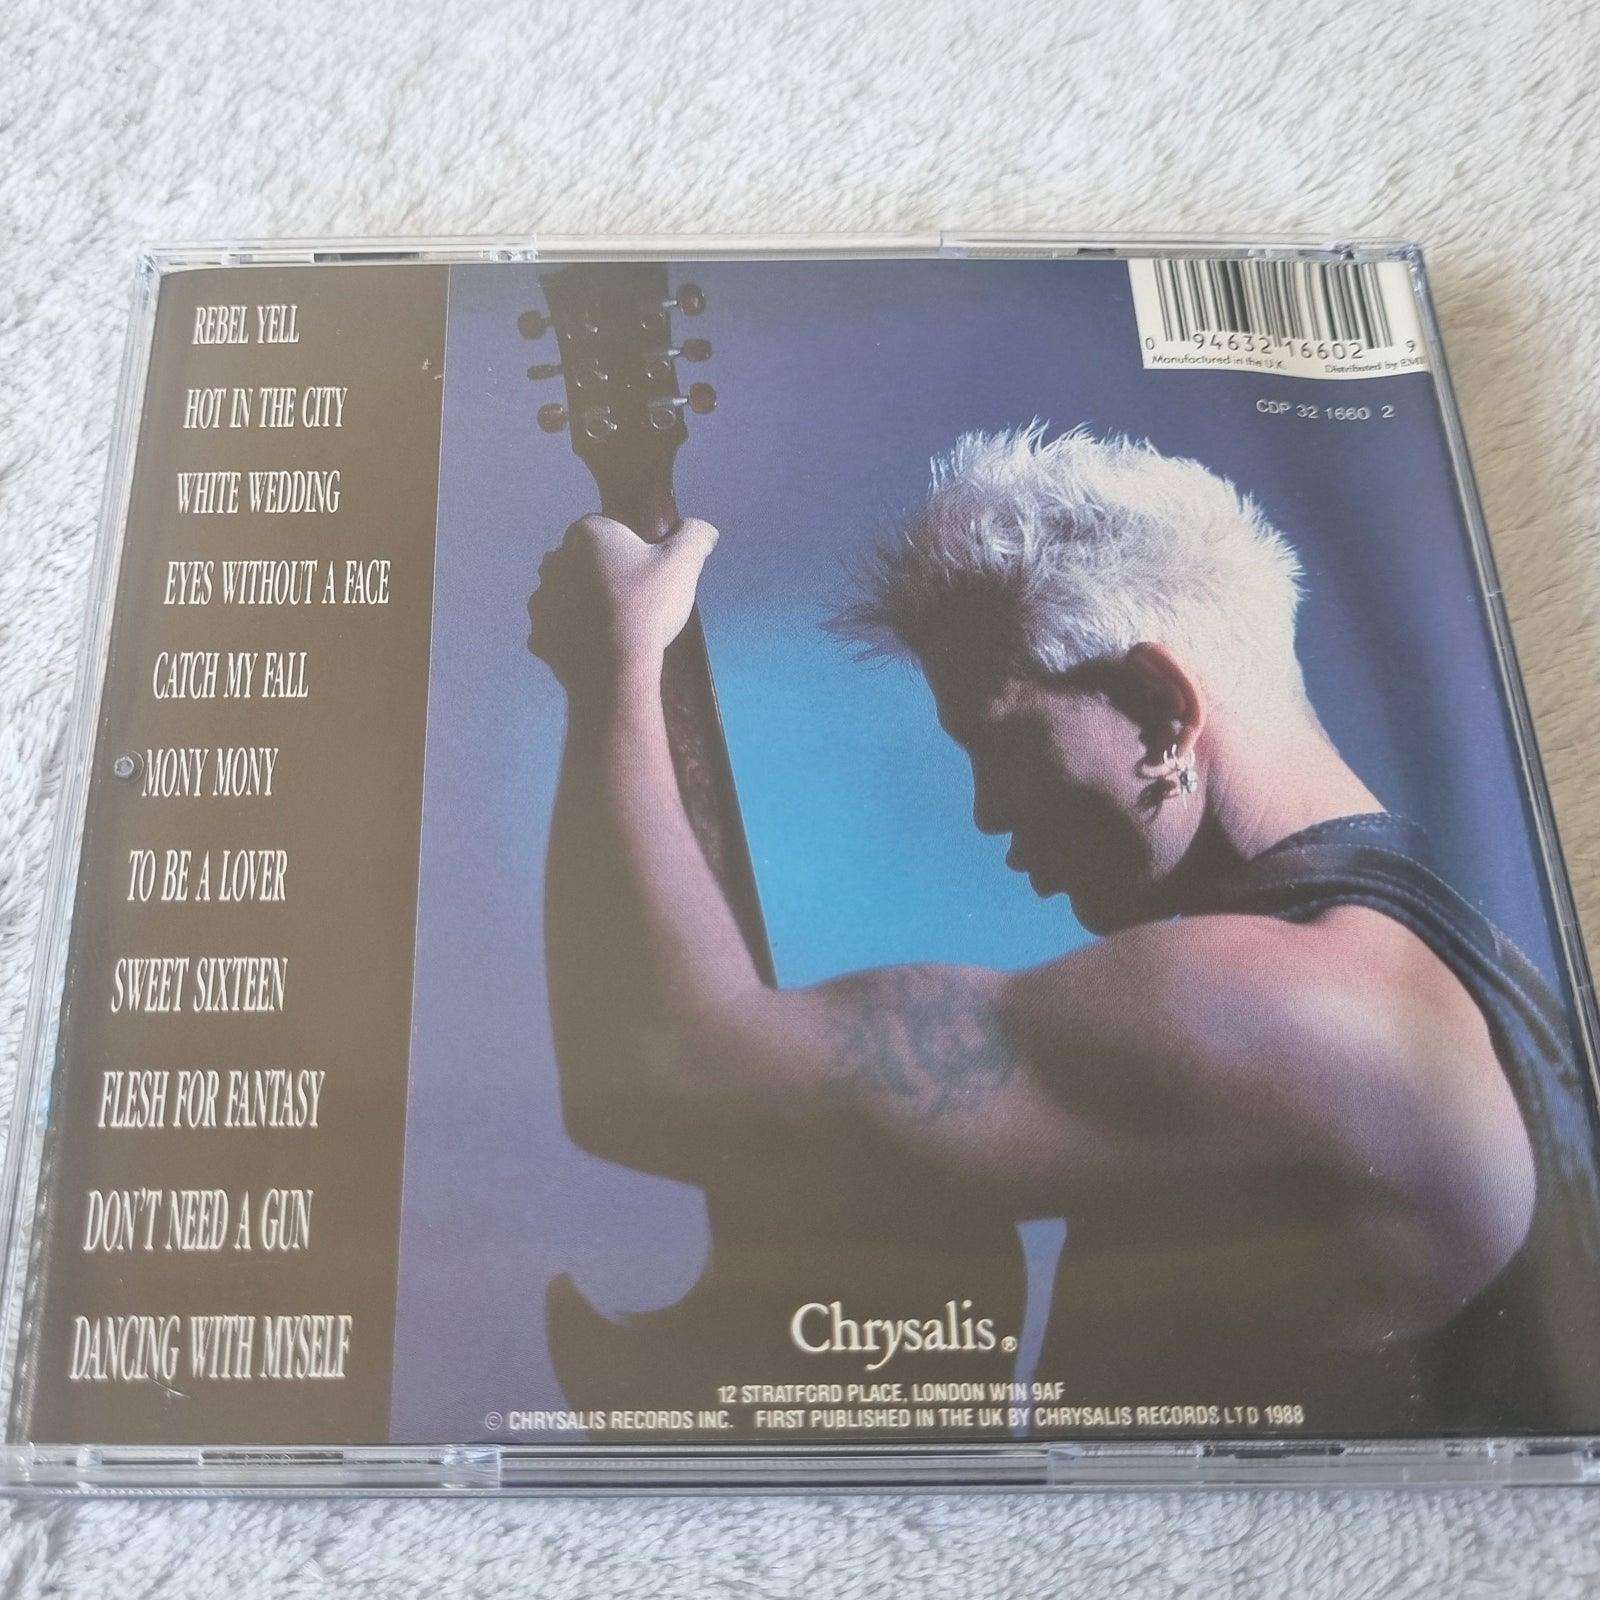 REBEL YELL
HOT IN THE CITY
WHITE WEDDING
EYES WITHOUT A FACE
CATCH MY FALL
MONY MONY
TO BE A LOVER
SWEET SIXTEEN
FLESH FOR FANTASY
DON'T NEED A GUN
DANCING WITH MYSELF
0 94632 16602 9
Manufactured in the U.K. Distributed by EMI
CDP 32 1660 2
Chrysalis®
12 STRATFORD PLACE, LONDON W1N 9AF
© CHRYSALIS RECORDS INC. FIRST PUBLISHED IN THE UK BY CHRYSALIS RECORDS LTD 1988